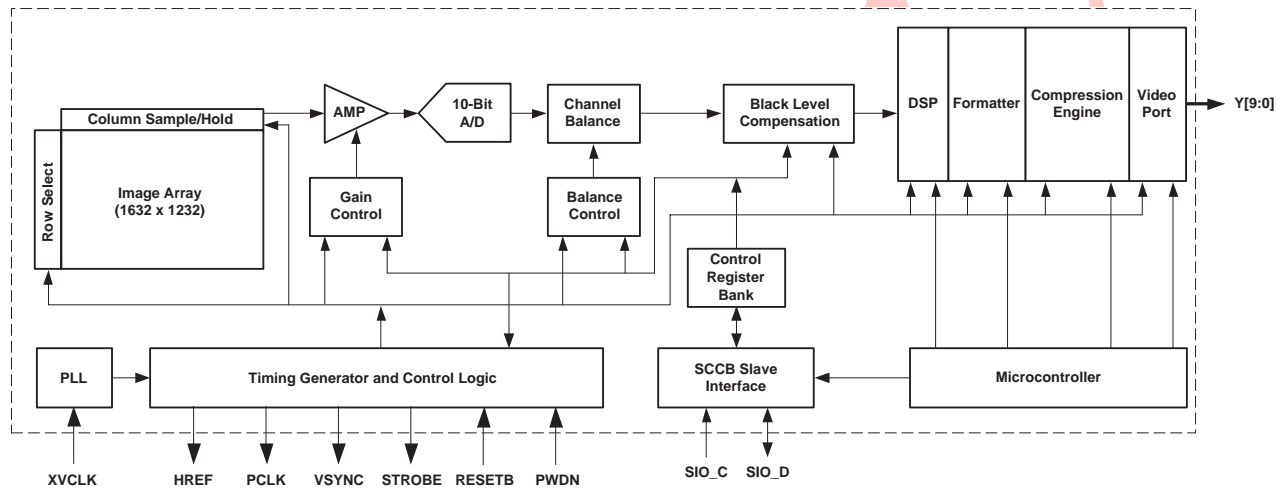 Column Sample/Hold
Row Select
Image Array
(1632 x 1232)
AMP
10-Bit
A/D
Channel
Balance
Black Level
Compensation
DSP
Formatter
Compression
Engine
Video
Port
Y[9:0]
Gain
Control
Balance
Control
Control
Register
Bank
PLL
Timing Generator and Control Logic
SCCB Slave
Interface
Microcontroller
XVCLK
HREF
PCLK
VSYNC
STROBE
RESETB
PWDN
SIO_C
SIO_D